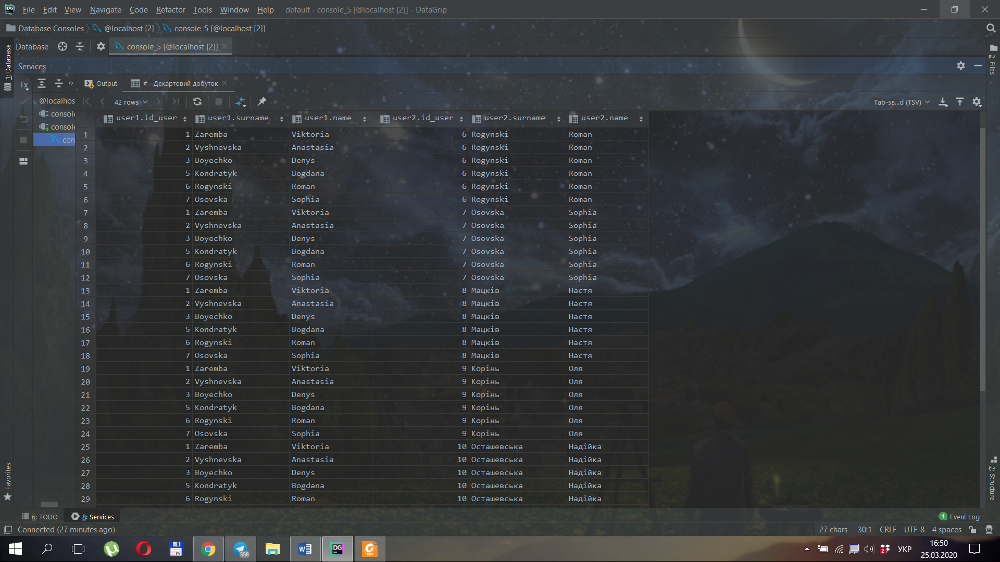 File Edit View Navigate Code Refactor Tools Window Help default - console_5 [@localhost [2]] - DataGrip
Database Consoles @localhost [2] console_5 [@localhost [2]]
Database console_5 [@localhost [2]]
Services
1: Database
2: Files
Tx Output # Декартовий добуток
@localhos 42 rows Tab-se...d (TSV)
console
console
con
user1.id_user user1.surname user1.name user2.id_user user2.surname user2.name
1 1 Zaremba Viktoria 6 Rogynski Roman
2 2 Vyshnevska Anastasia 6 Rogynski Roman
3 3 Boyechko Denys 6 Rogynski Roman
4 5 Kondratyk Bogdana 6 Rogynski Roman
5 6 Rogynski Roman 6 Rogynski Roman
6 7 Osovska Sophia 6 Rogynski Roman
7 1 Zaremba Viktoria 7 Osovska Sophia
8 2 Vyshnevska Anastasia 7 Osovska Sophia
9 3 Boyechko Denys 7 Osovska Sophia
10 5 Kondratyk Bogdana 7 Osovska Sophia
11 6 Rogynski Roman 7 Osovska Sophia
12 7 Osovska Sophia 7 Osovska Sophia
13 1 Zaremba Viktoria 8 Мацків Настя
14 2 Vyshnevska Anastasia 8 Мацків Настя
15 3 Boyechko Denys 8 Мацків Настя
16 5 Kondratyk Bogdana 8 Мацків Настя
17 6 Rogynski Roman 8 Мацків Настя
18 7 Osovska Sophia 8 Мацків Настя
19 1 Zaremba Viktoria 9 Корінь Оля
20 2 Vyshnevska Anastasia 9 Корінь Оля
21 3 Boyechko Denys 9 Корінь Оля
22 5 Kondratyk Bogdana 9 Корінь Оля
23 6 Rogynski Roman 9 Корінь Оля
24 7 Osovska Sophia 9 Корінь Оля
25 1 Zaremba Viktoria 10 Осташевська Надійка
26 2 Vyshnevska Anastasia 10 Осташевська Надійка
27 3 Boyechko Denys 10 Осташевська Надійка
28 5 Kondratyk Bogdana 10 Осташевська Надійка
29 6 Rogynski Roman 10 Осташевська Надійка
Favorites
7: Structure
6: TODO 8: Services 1 Event Log
Connected (27 minutes ago) 27 chars 30:1 CRLF UTF-8 4 spaces
558 DG PDF 2 УКР 16:50
25.03.2020